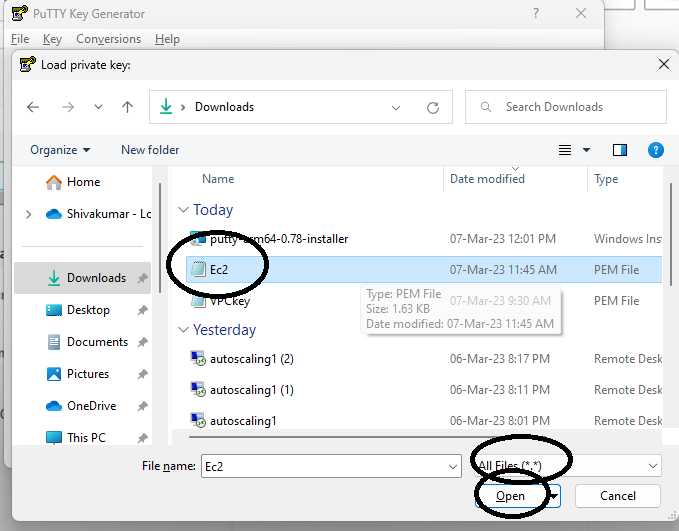 PuTTY Key Generator ?
File Key Conversions Help
Load private key:
Downloads Search Downloads
Organize New folder ?
Name Date modified Type
Home
Shivakumar - Lo
Downloads
Desktop
Documents
Pictures
OneDrive
This PC
Today
putty-arm64-0.78-installer 07-Mar-23 12:01 PM Windows Inst
Ec2 07-Mar-23 11:45 AM PEM File
VPCkey 07-Mar-23 9:30 AM PEM File
Type: PEM File
Size: 1.63 KB
Date modified: 07-Mar-23 11:45 AM
Yesterday
autoscaling1 (2) 06-Mar-23 8:17 PM Remote Desk
autoscaling1 (1) 06-Mar-23 8:11 PM Remote Desk
autoscaling1 06-Mar-23 8:01 PM Remote Desk
File name: Ec2 All Files (*.*)
Open Cancel